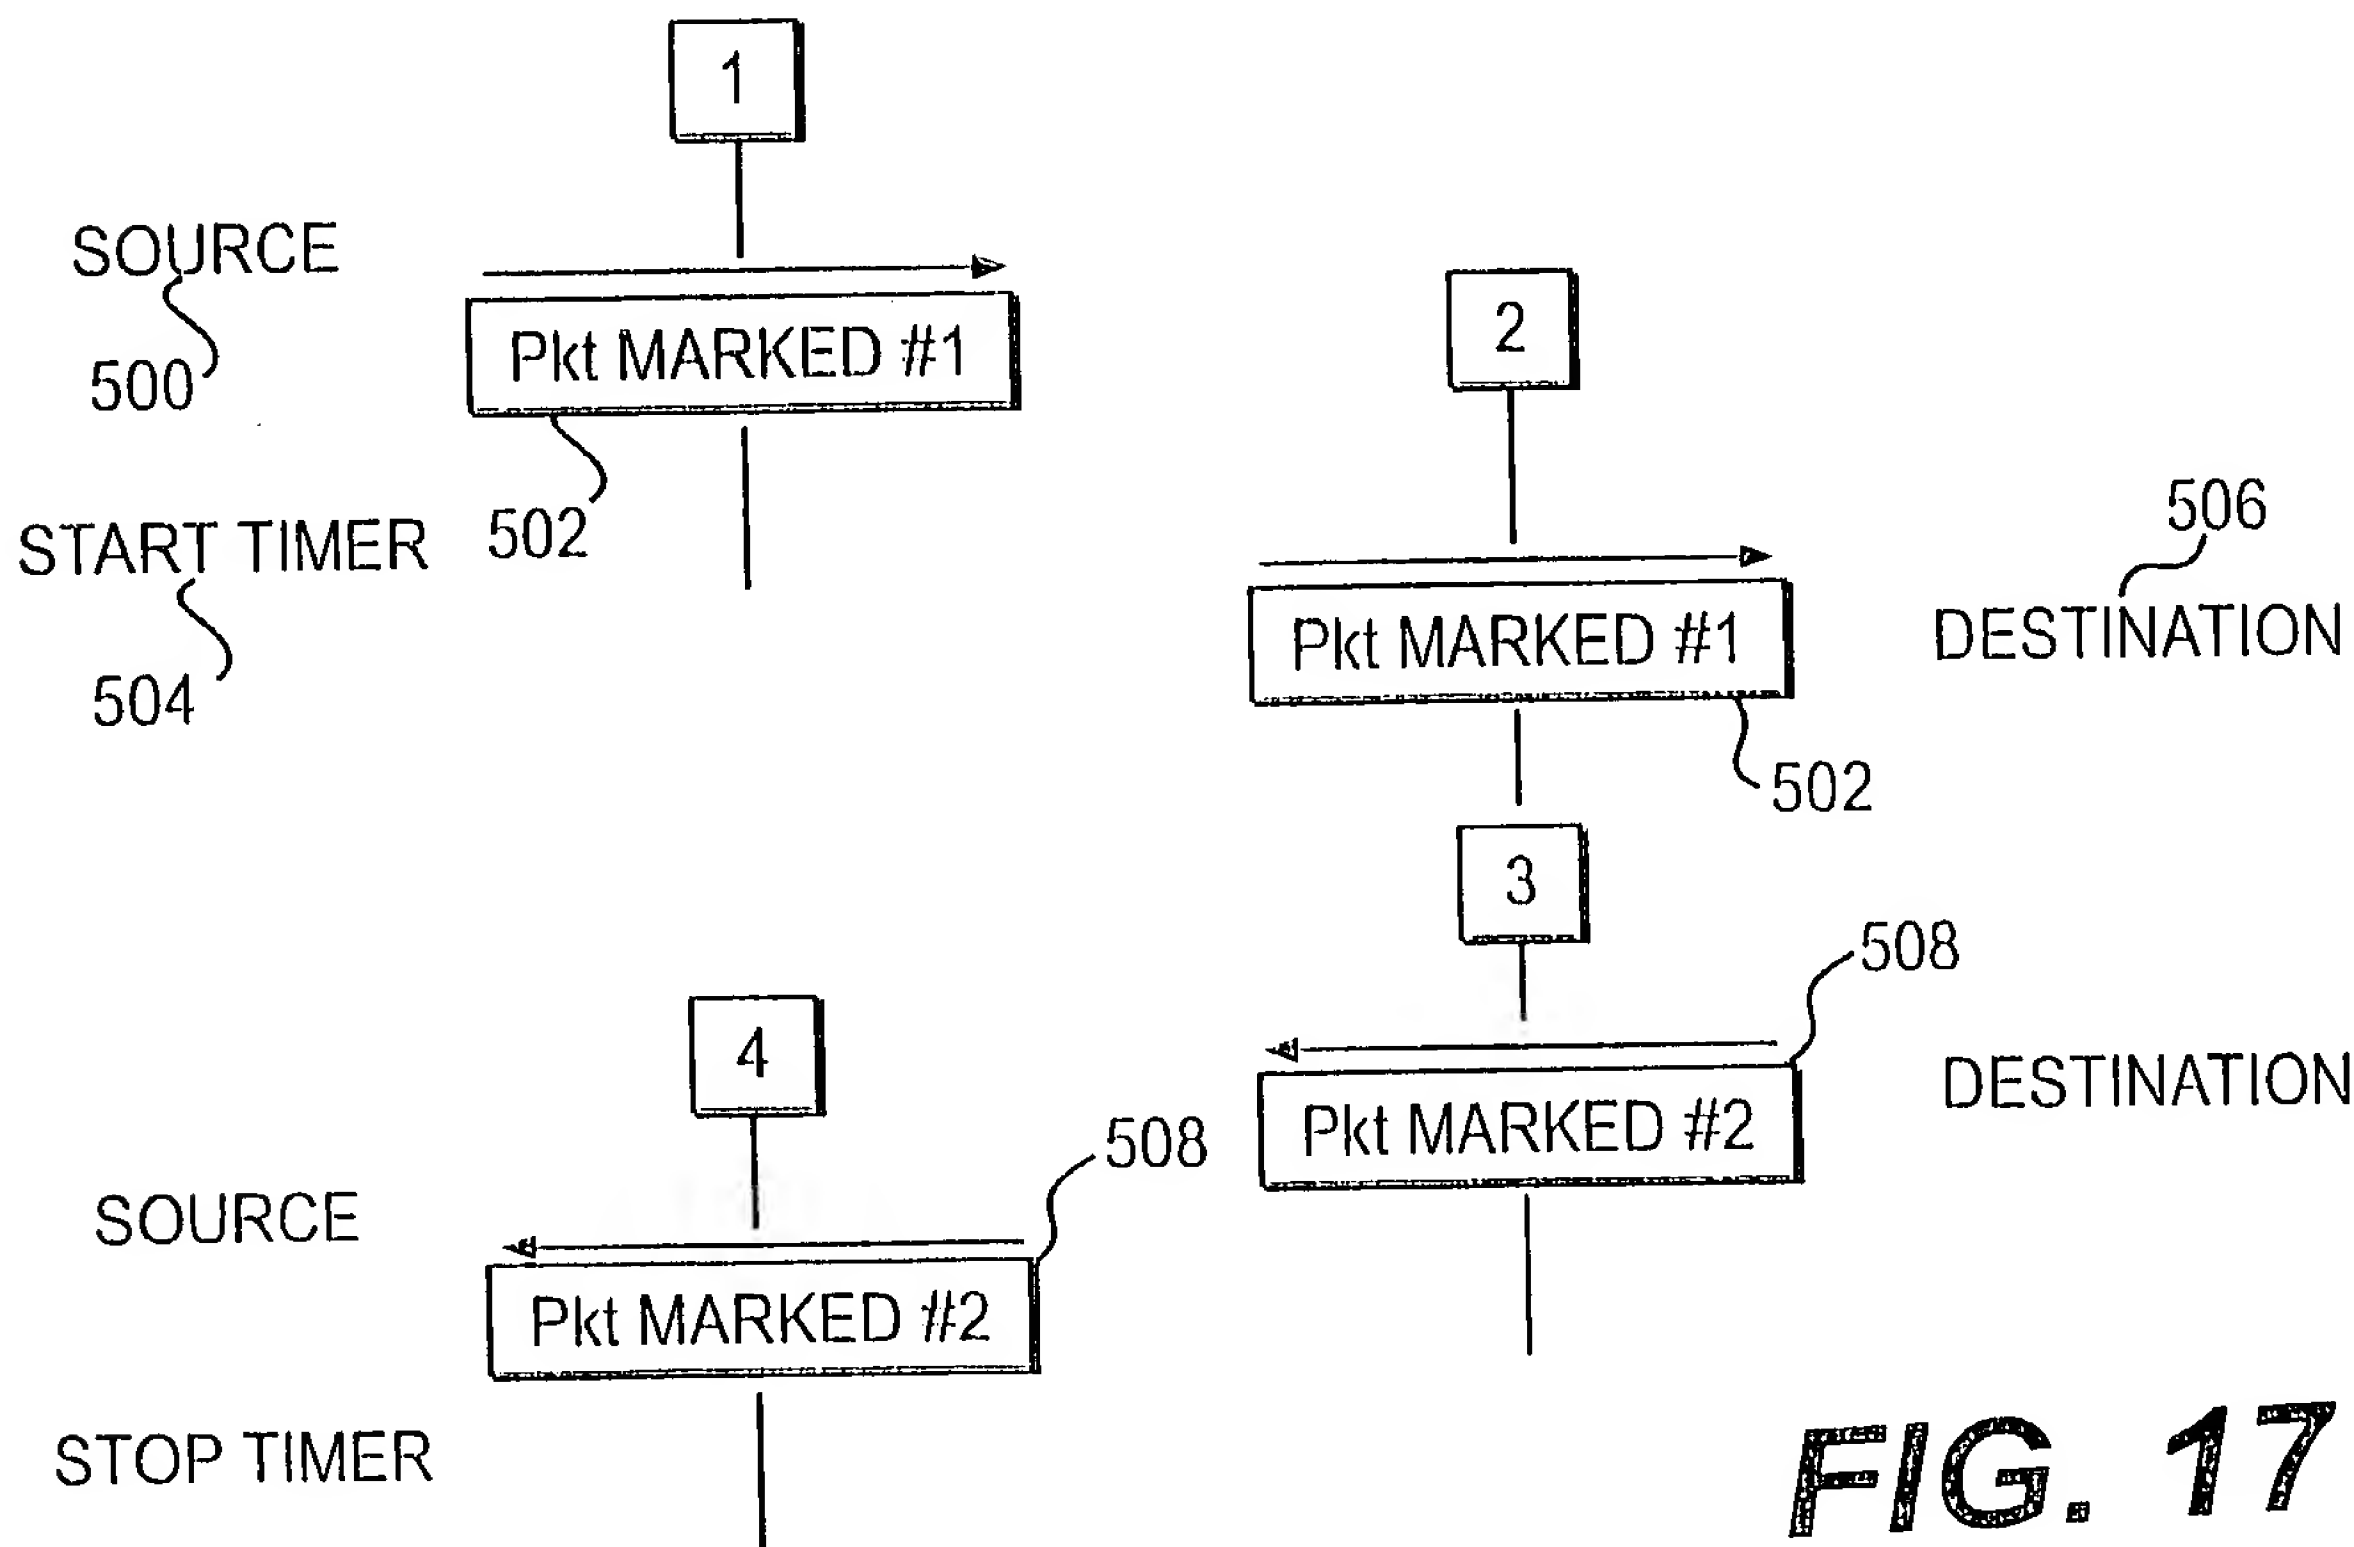 1
SOURCE
500
Pkt MARKED #1
502
START TIMER
504
2
506
Pkt MARKED #1
DESTINATION
502
3
508
Pkt MARKED #2
DESTINATION
4
508
SOURCE
Pkt MARKED #2
STOP TIMER
FIG. 17